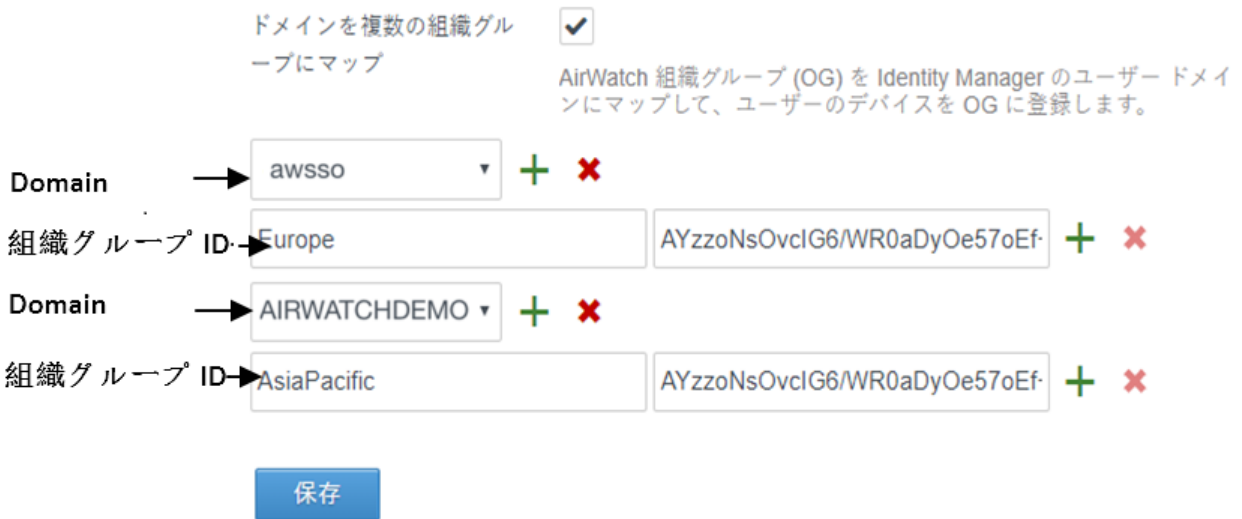 ドメインを複数の組織グル
ープにマップ
AirWatch 組織グループ (OG) を Identity Manager のユーザー ドメイ
ンにマップして、ユーザーのデバイスを OG に登録します。
Domain awsso
組織グループ ID Europe AYzzoNsOvcIG6/WR0aDyOe57oEf-
Domain AIRWATCHDEMO
組織グループ ID AsiaPacific AYzzoNsOvcIG6/WR0aDyOe57oEf-
保存